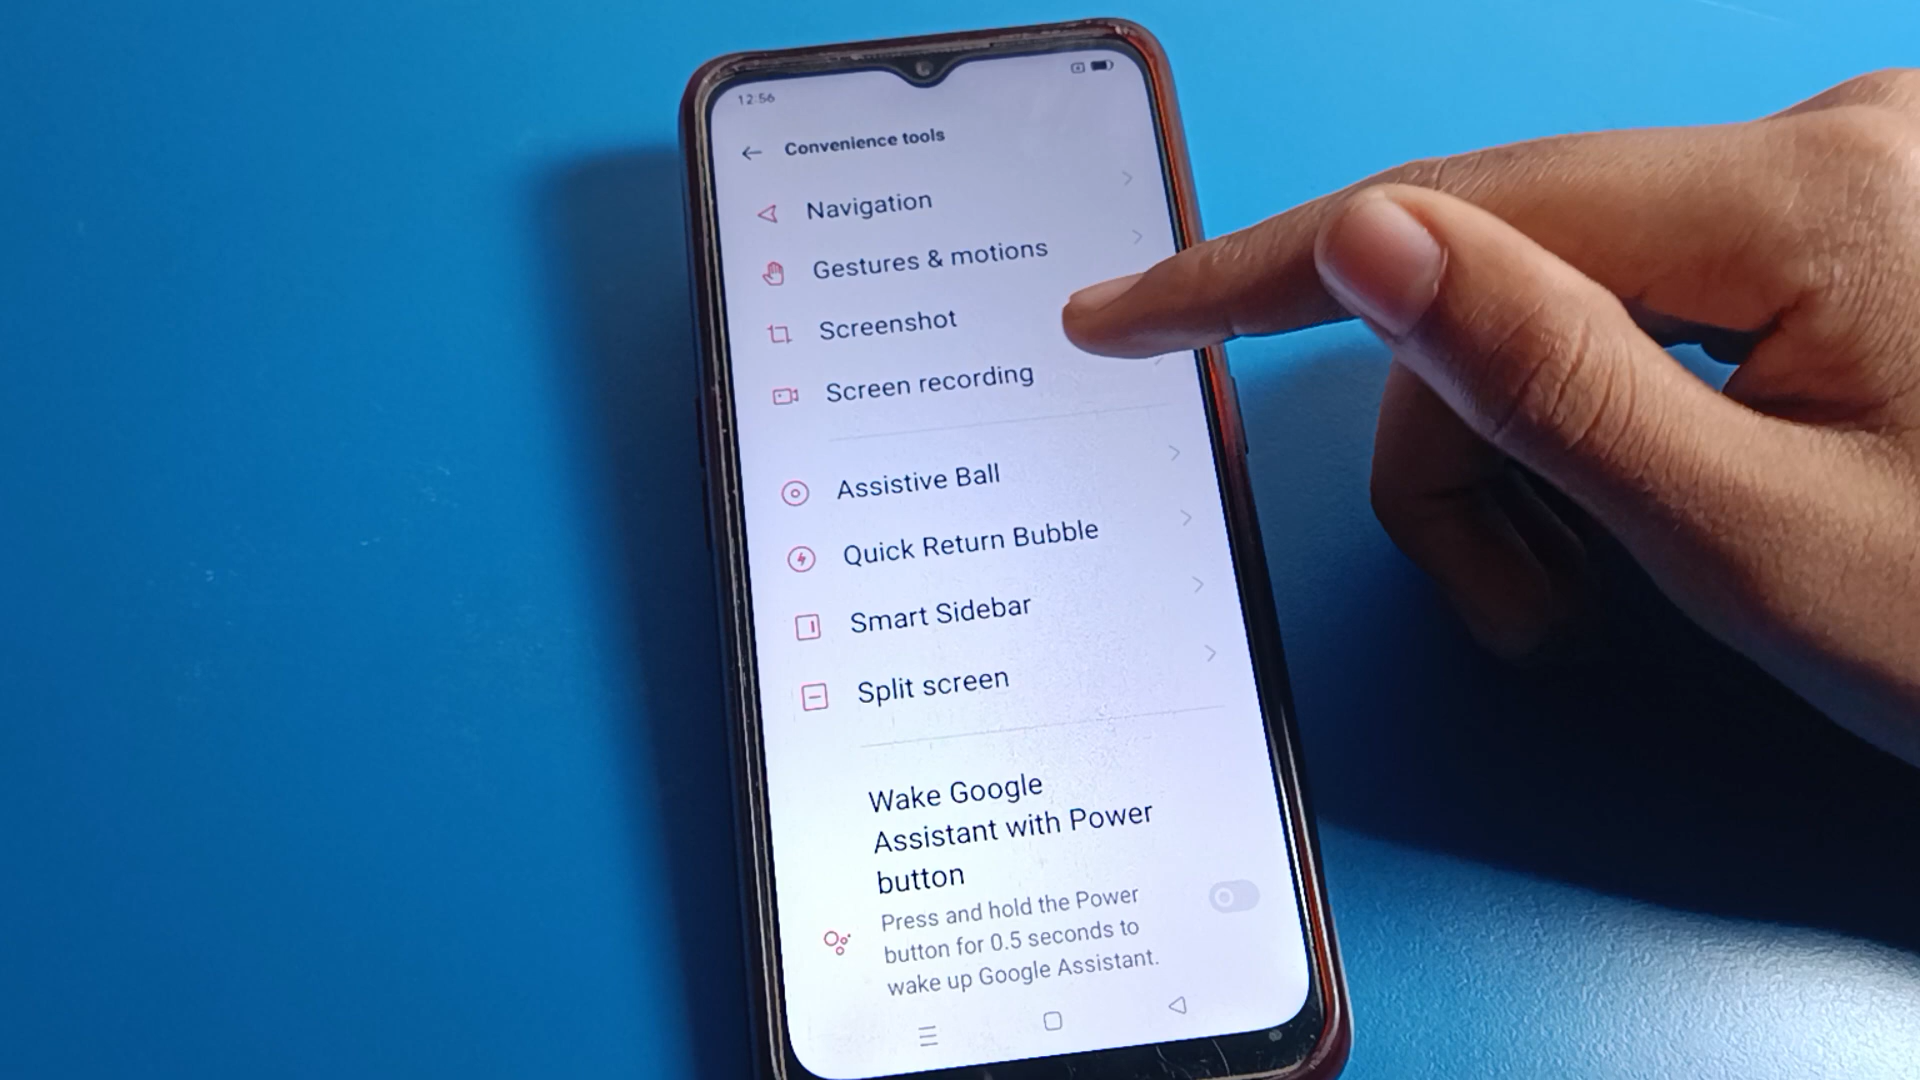 12:56
Convenience tools
Navigation
Gestures & motions
Screenshot
Screen recording
Assistive Ball
Quick Return Bubble
Smart Sidebar
Split screen
Wake Google
Assistant with Power
button
Press and hold the Power
button for 0.5 seconds to
wake up Google Assistant.